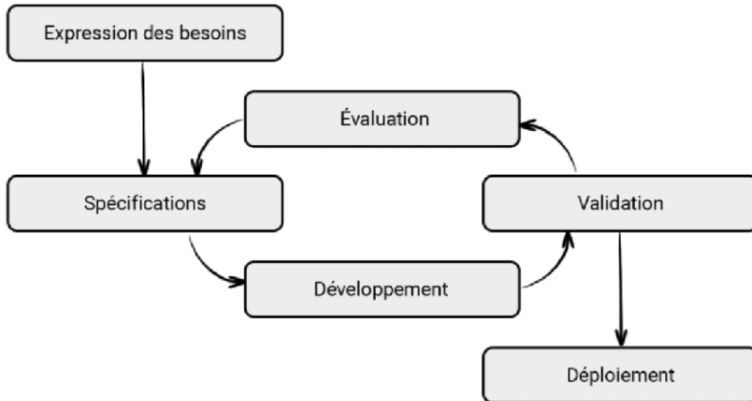 Expression des besoins
Évaluation
Spécifications
Validation
Développement
Déploiement